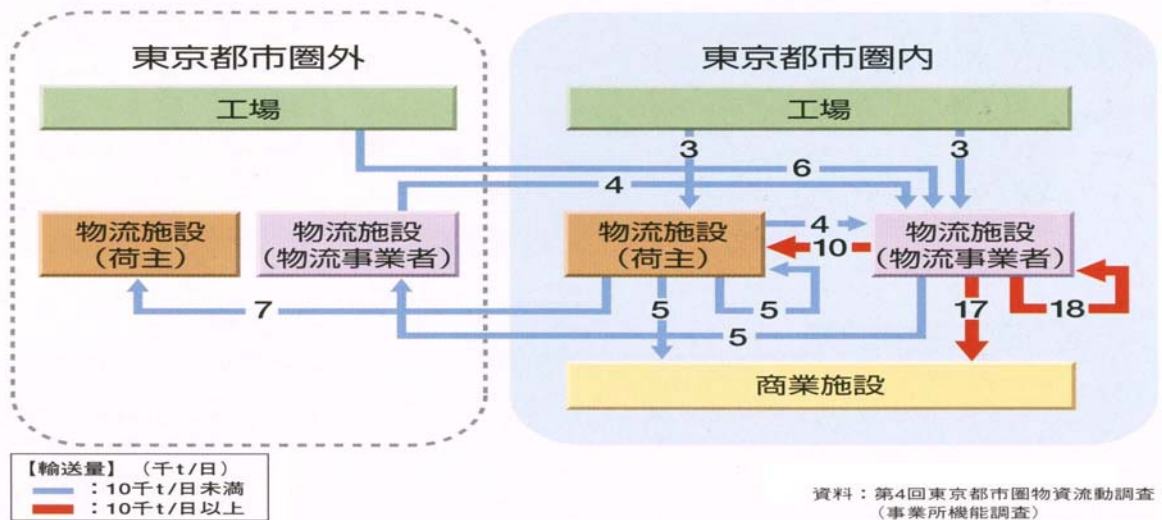 東京都市圏外
東京都市圏内
工場
工場
3
3
6
4
物流施設
(荷主)
物流施設
(物流事業者)
物流施設
(荷主)
4
10
物流施設
(物流事業者)
7
5
5
5
17
18
商業施設
【輸送量】 (千t/日)
:10千t/日未満
:10千t/日以上
資料:第4回東京都市圏物資流動調査
(事業所機能調査)